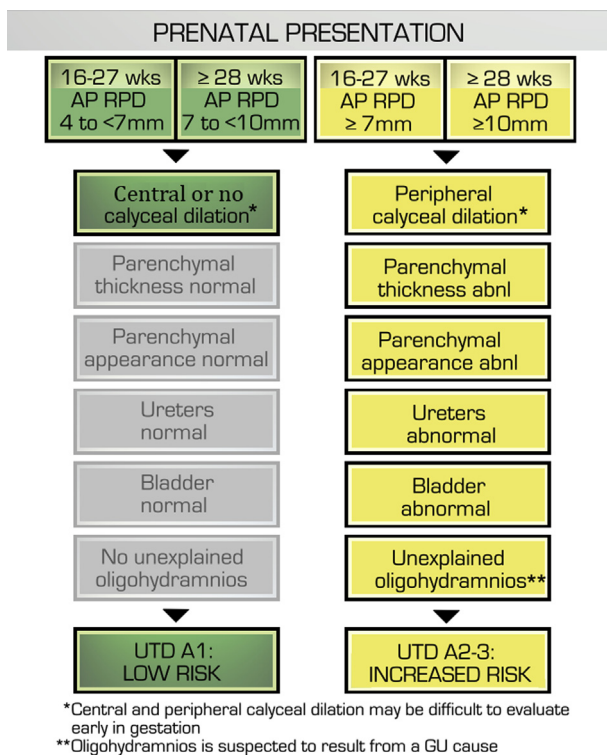 PRENATAL PRESENTATION
16-27 wks
AP RPD
4 to <7mm
≥ 28 wks
AP RPD
7 to <10mm
16-27 wks
AP RPD
≥ 7mm
≥ 28 wks
AP RPD
≥10mm
Central or no
calyceal dilation*
Parenchymal
thickness normal
Parenchymal
appearance normal
Ureters
normal
Bladder
normal
No unexplained
oligohydramnios
UTD A1:
LOW RISK
Peripheral
calyceal dilation*
Parenchymal
thickness abnl
Parenchymal
appearance abnl
Ureters
abnormal
Bladder
abnormal
Unexplained
oligohydramnios**
UTD A2-3:
INCREASED RISK
*Central and peripheral calyceal dilation may be difficult to evaluate
early in gestation
**Oligohydramnios is suspected to result from a GU cause